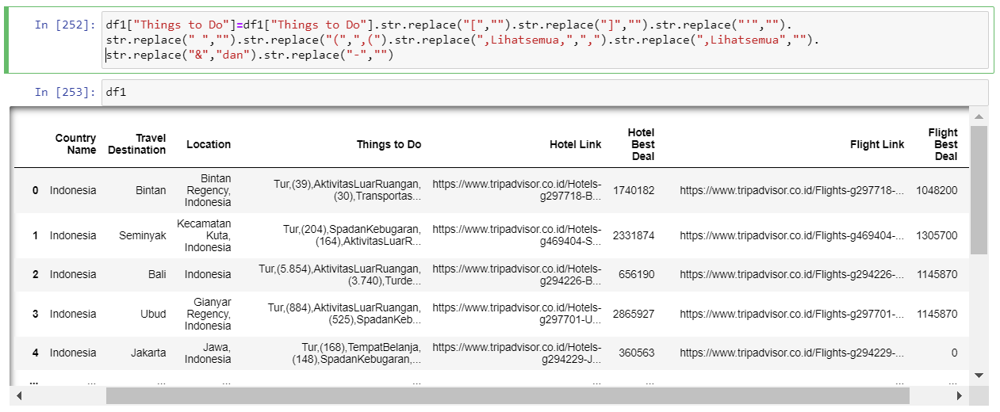 In [252]: df1["Things to Do"]=df1["Things to Do"].str.replace("[","").str.replace("]","").str.replace("'","").
str.replace(" ","").str.replace("(",",(").str.replace(",Lihatsemua,",",").str.replace(",Lihatsemua","").
str.replace("&","dan").str.replace("-","")
In [253]: df1
Country Name Travel Destination Location Things to Do Hotel Link Hotel Best Deal Flight Link Flight Best Deal
0 Indonesia Bintan Bintan Regency, Indonesia Tur,(39),AktivitasLuarRuangan,(30),Transportas... https://www.tripadvisor.co.id/Hotels-g297718-B... 1740182 https://www.tripadvisor.co.id/Flights-g297718-... 1048200
1 Indonesia Seminyak Kecamatan Kuta, Indonesia Tur,(204),SpadanKebugaran,(164),AktivitasLuarR... https://www.tripadvisor.co.id/Hotels-g469404-S... 2331874 https://www.tripadvisor.co.id/Flights-g469404-... 1305700
2 Indonesia Bali Indonesia Tur,(5.854),AktivitasLuarRuangan,(3.740),Turde... https://www.tripadvisor.co.id/Hotels-g294226-B... 656190 https://www.tripadvisor.co.id/Flights-g294226-... 1145870
3 Indonesia Ubud Gianyar Regency, Indonesia Tur,(884),AktivitasLuarRuangan,(525),SpadanKeb... https://www.tripadvisor.co.id/Hotels-g297701-U... 2865927 https://www.tripadvisor.co.id/Flights-g297701-... 1145870
4 Indonesia Jakarta Jawa, Indonesia Tur,(168),TempatBelanja,(148),SpadanKebugaran,... https://www.tripadvisor.co.id/Hotels-g294229-J... 360563 https://www.tripadvisor.co.id/Flights-g294229-... 0
... ... ... ... ... ... ... ... ...